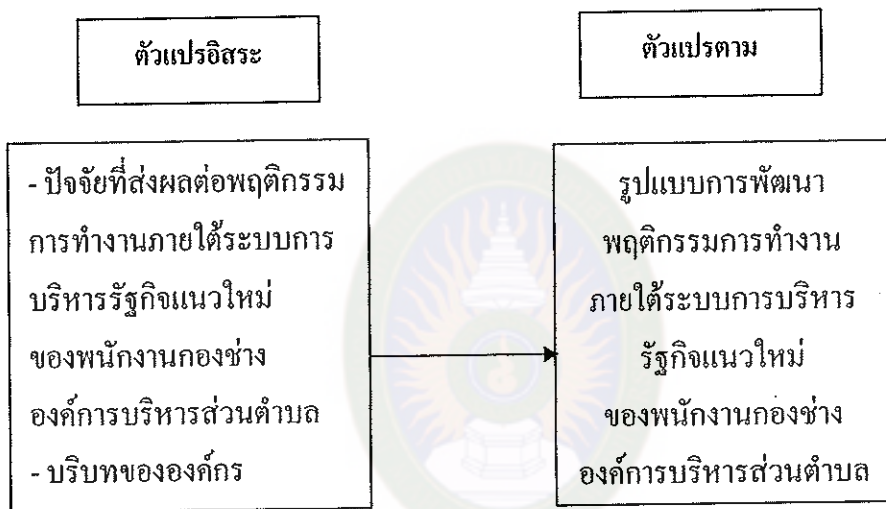 ตัวแปรอิสระ
ตัวแปรตาม
- ปัจจัยที่ส่งผลต่อพฤติกรรม
การทำงานภายใต้ระบบการ
บริหารรัฐกิจแนวใหม่
ของพนักงานกองช่าง
องค์การบริหารส่วนตำบล
- บริบทขององค์กร
รูปแบบการพัฒนา
พฤติกรรมการทำงาน
ภายใต้ระบบการบริหาร
รัฐกิจแนวใหม่
ของพนักงานกองช่าง
องค์การบริหารส่วนตำบล